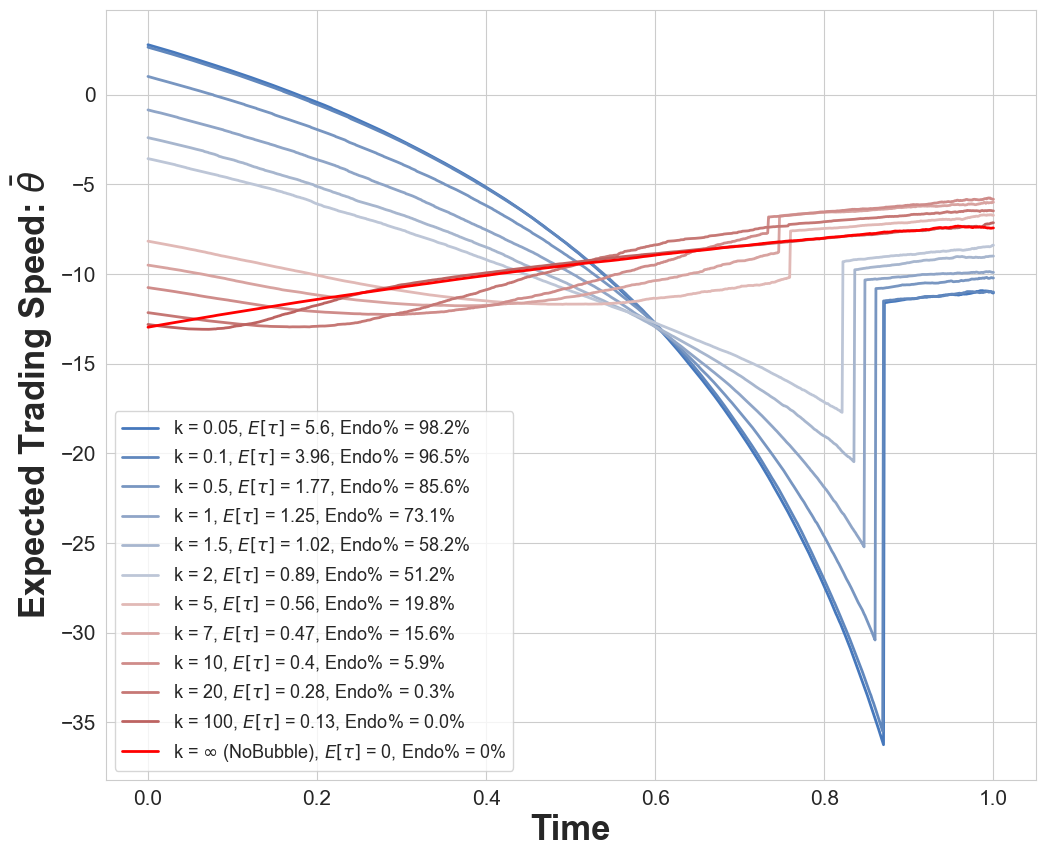 Expected Trading Speed: $\bar{\theta}$
0
−5
−10
−15
−20
−25
−30
−35
k = 0.05, E[τ] = 5.6, Endo% = 98.2%
k = 0.1, E[τ] = 3.96, Endo% = 96.5%
k = 0.5, E[τ] = 1.77, Endo% = 85.6%
k = 1, E[τ] = 1.25, Endo% = 73.1%
k = 1.5, E[τ] = 1.02, Endo% = 58.2%
k = 2, E[τ] = 0.89, Endo% = 51.2%
k = 5, E[τ] = 0.56, Endo% = 19.8%
k = 7, E[τ] = 0.47, Endo% = 15.6%
k = 10, E[τ] = 0.4, Endo% = 5.9%
k = 20, E[τ] = 0.28, Endo% = 0.3%
k = 100, E[τ] = 0.13, Endo% = 0.0%
k = ∞ (NoBubble), E[τ] = 0, Endo% = 0%
0.0 0.2 0.4 0.6 0.8 1.0
Time